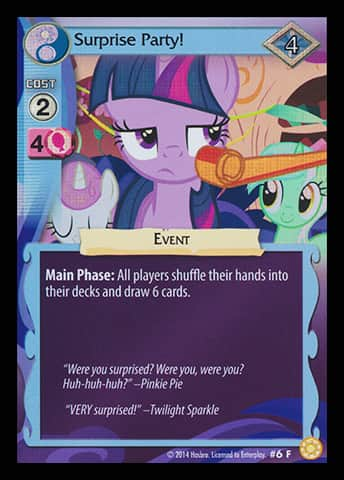 Surprise Party!
4
COST
2
4
EVENT
Main Phase: All players shuffle their hands into
their decks and draw 6 cards.
“Were you surprised? Were you, were you?
Huh-huh-huh?” –Pinkie Pie
“VERY surprised!” –Twilight Sparkle
© 2014 Hasbro. Licensed to Enterplay. #6 F